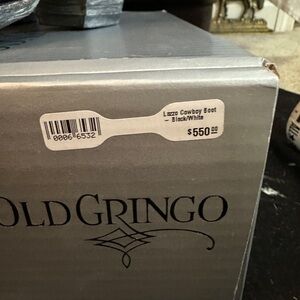 Lazzo Cowboy Boot
- Black/White
$550.00
0006 6532
OLD GRINGO